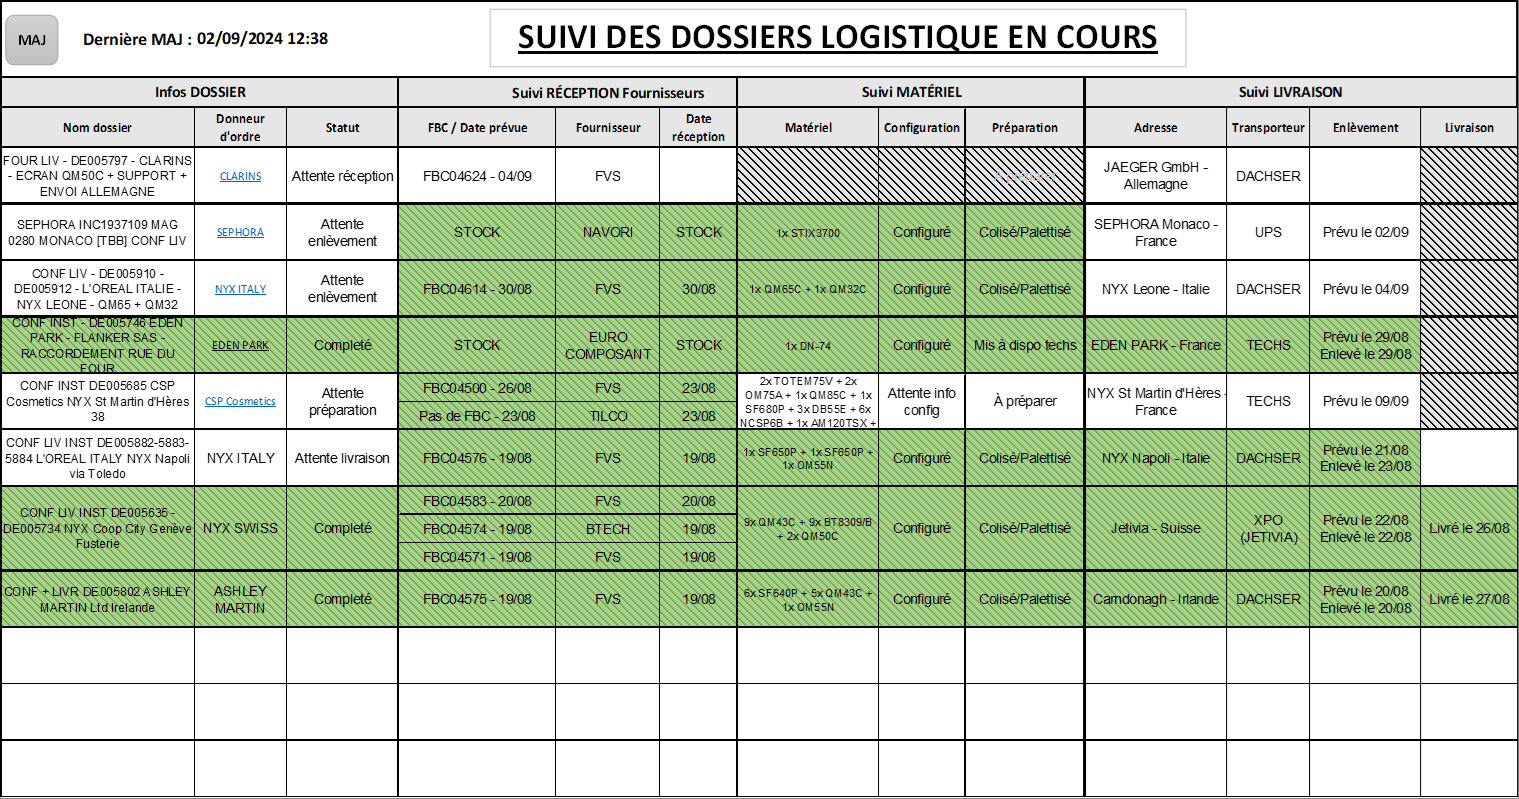 MAJ
Dernière MAJ : 02/09/2024 12:38
SUIVI DES DOSSIERS LOGISTIQUE EN COURS
Infos DOSSIER
Suivi RÉCEPTION Fournisseurs
Suivi MATÉRIEL
Suivi LIVRAISON
Nom dossier
Donneur
d'ordre
Statut
FBC / Date prévue
Fournisseur
Date
réception
Matériel
Configuration
Préparation
Adresse
Transporteur
Enlèvement
Livraison
FOUR LIV - DE005797 - CLARINS
- ECRAN QM50C + SUPPORT +
ENVOI ALLEMAGNE
CLARINS
Attente réception
FBC04624 - 04/09
FVS
JAEGER GmbH -
Allemagne
DACHSER
SEPHORA INC1937109 MAG
0280 MONACO [TBB] CONF LIV
SEPHORA
Attente
enlèvement
STOCK
NAVORI
STOCK
1x STIX3700
Configuré
Colisé/Palettisé
SEPHORA Monaco -
France
UPS
Prévu le 02/09
CONF LIV - DE005910 -
DE005912 - L'OREAL ITALIE -
NYX LEONE - QM65 + QM32
NYX ITALY
Attente
enlèvement
FBC04614 - 30/08
FVS
30/08
1x QM65C + 1x QM32C
Configuré
Colisé/Palettisé
NYX Leone - Italie
DACHSER
Prévu le 04/09
CONF INST - DE005746 EDEN
PARK - FLANKER SAS -
RACCORDEMENT RUE DU
FOUR
EDEN PARK
Completé
STOCK
EURO
COMPOSANT
STOCK
1x DN-74
Configuré
Mis à dispo techs
EDEN PARK - France
TECHS
Prévu le 29/08
Enlevé le 29/08
CONF INST DE005685 CSP
Cosmetics NYX St Martin d'Hères
38
CSP Cosmetics
Attente
préparation
FBC04500 - 26/08
FVS
23/08
Pas de FBC - 23/08
TILCO
23/08
2x TOTEM75V + 2x
OM75A + 1x QM85C + 1x
SF680P + 3x DB55E + 6x
NCSP6B + 1x AM120TSX +
Attente info
config
À préparer
NYX St Martin d'Hères -
France
TECHS
Prévu le 09/09
CONF LIV INST DE005882-5883-
5884 L'OREAL ITALY NYX Napoli
via Toledo
NYX ITALY
Attente livraison
FBC04576 - 19/08
FVS
19/08
1x SF650P + 1x SF650P +
1x OM55N
Configuré
Colisé/Palettisé
NYX Napoli - Italie
DACHSER
Prévu le 21/08
Enlevé le 23/08
CONF LIV INST DE005635 -
DE005734 NYX Coop City Genève
Fusterie
NYX SWISS
Completé
FBC04583 - 20/08
FVS
20/08
FBC04574 - 19/08
BTECH
19/08
FBC04571 - 19/08
FVS
19/08
9x QM43C + 9x BT8309/B
+ 2x QM50C
Configuré
Colisé/Palettisé
Jetivia - Suisse
XPO
(JETIVIA)
Prévu le 22/08
Enlevé le 22/08
Livré le 26/08
CONF + LIVR DE005802 ASHLEY
MARTIN Ltd Irelande
ASHLEY
MARTIN
Completé
FBC04575 - 19/08
FVS
19/08
6x SF640P + 5x QM43C +
1x OM55N
Configuré
Colisé/Palettisé
Carndonagh - Irlande
DACHSER
Prévu le 20/08
Enlevé le 20/08
Livré le 27/08